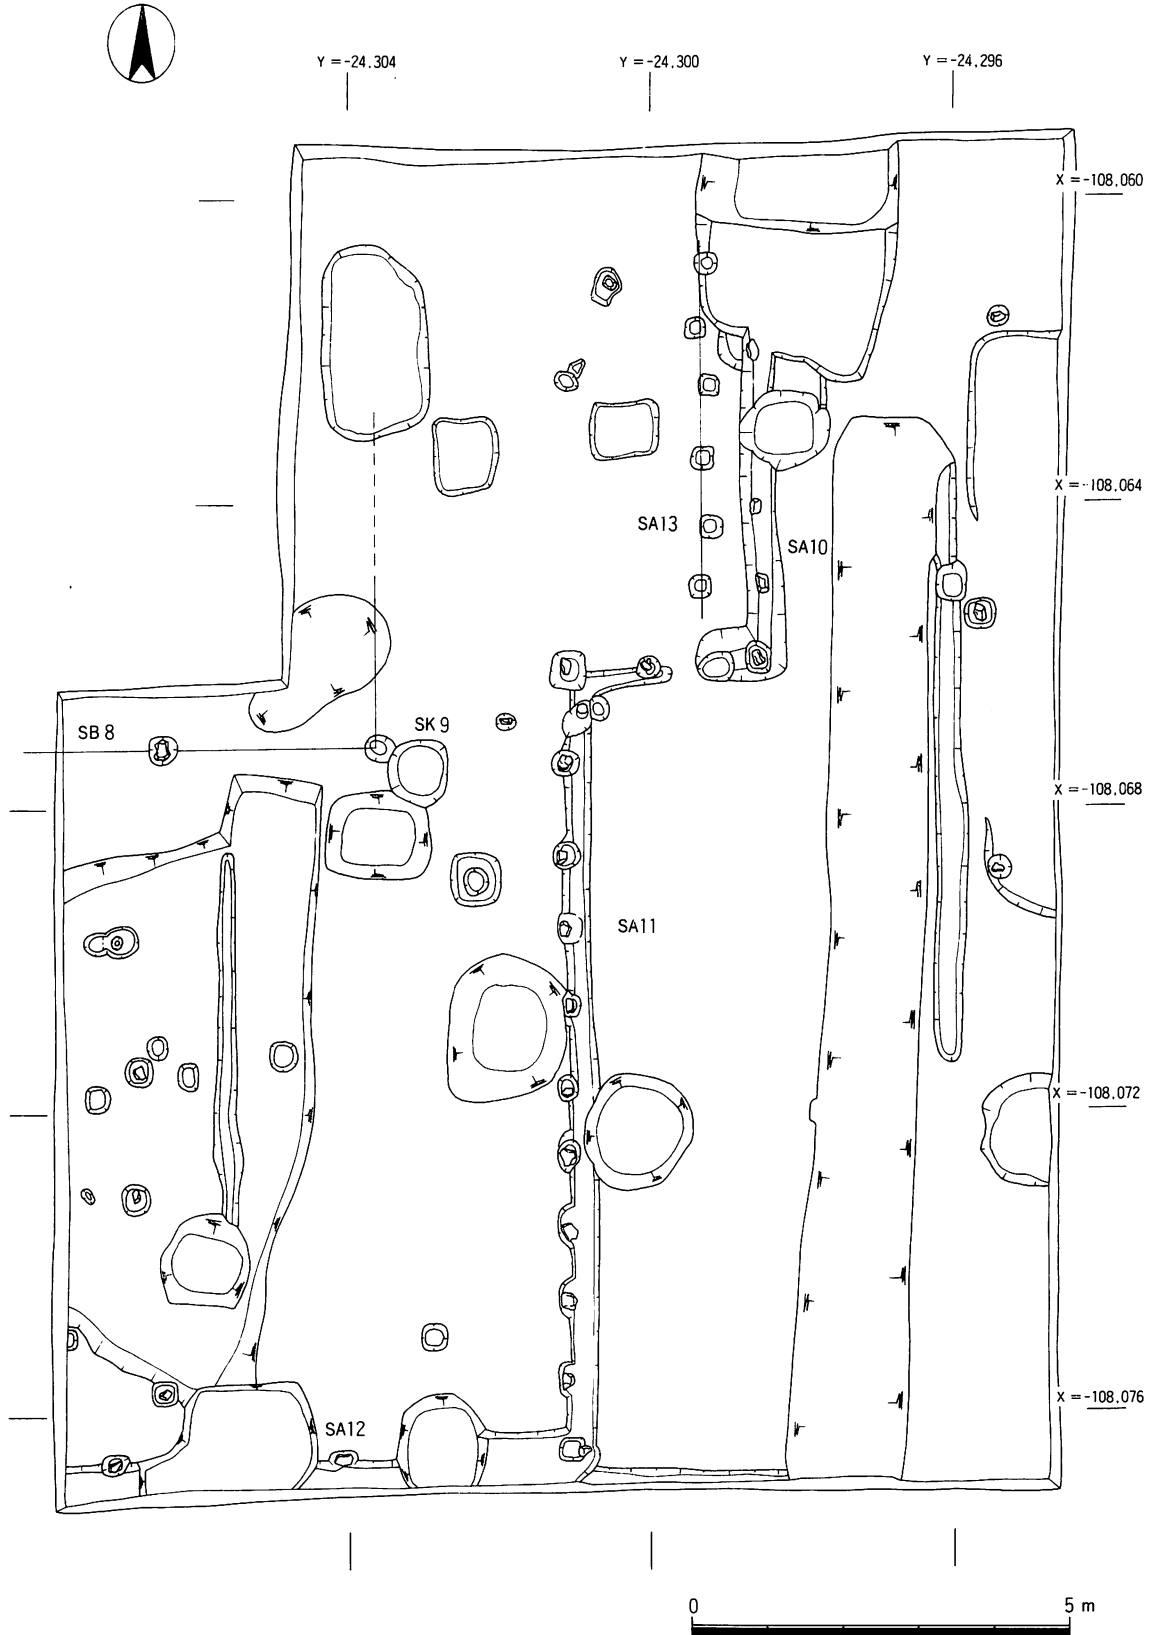 Y = -24,304
Y = -24,300
Y = -24,296
X = -108,060
X = -108,064
SA13
SA10
SB 8
SK 9
X = -108,068
SA11
X = -108,072
X = -108,076
SA12
0
5 m